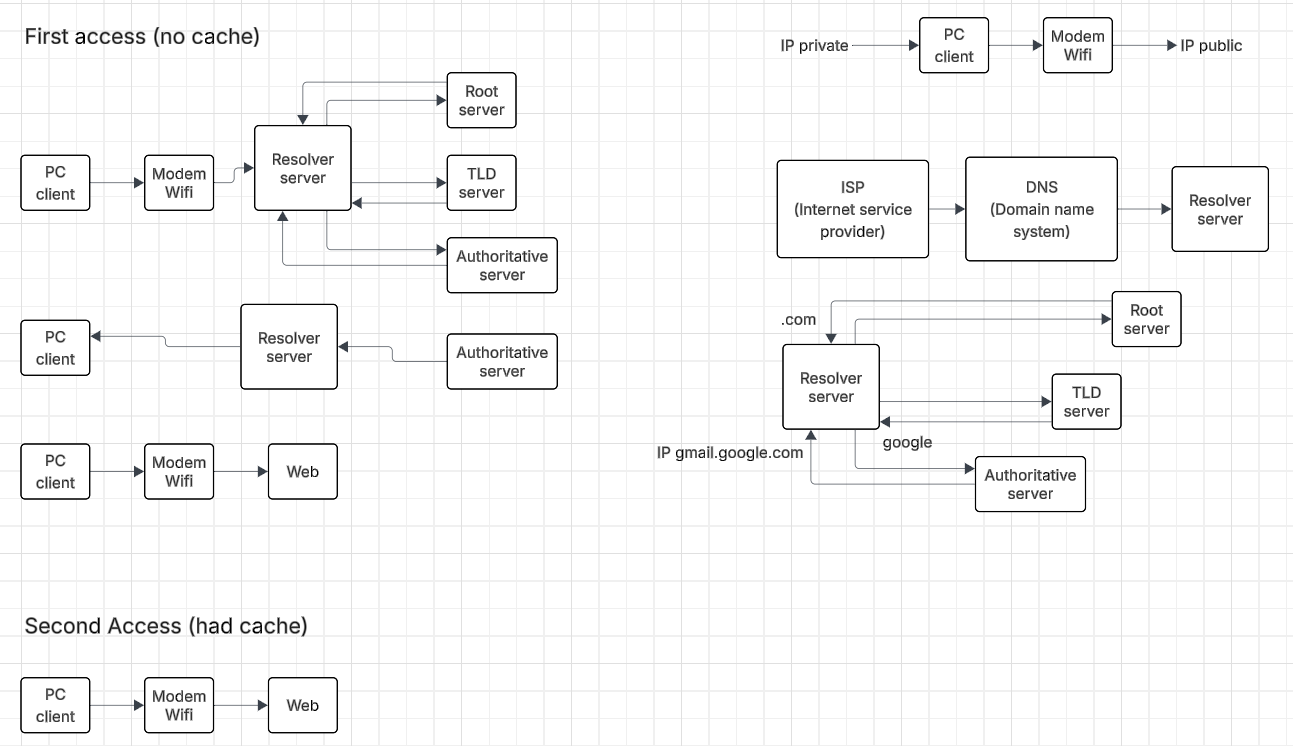 First access (no cache)
PC
client
Modem
Wifi
Resolver
server
Root
server
TLD
server
Authoritative
server
PC
client
Resolver
server
Authoritative
server
PC
client
Modem
Wifi
Web
Second Access (had cache)
PC
client
Modem
Wifi
Web
IP private
PC
client
Modem
Wifi
IP public
ISP
(Internet service
provider)
DNS
(Domain name
system)
Resolver
server
.com
Root
server
Resolver
server
TLD
server
google
IP gmail.google.com
Authoritative
server